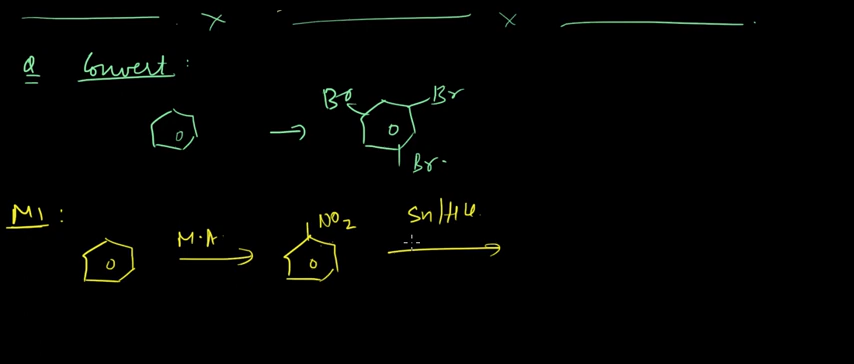 Q Convert :
Br Br
→
Br
M1 :
M.A. NO2 Sn/HCl